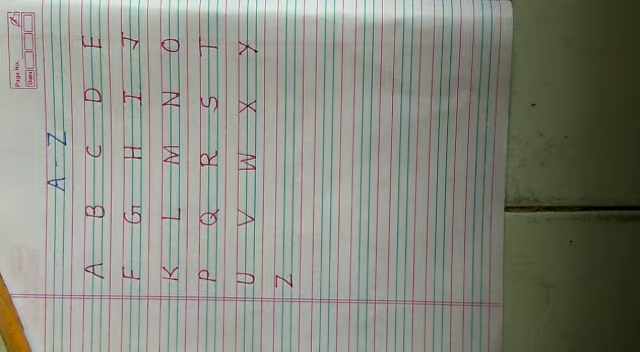 Page No.
Date
A - Z
A B C D E
F G H I J
K L M N O
P Q R S T
U V W X Y
Z